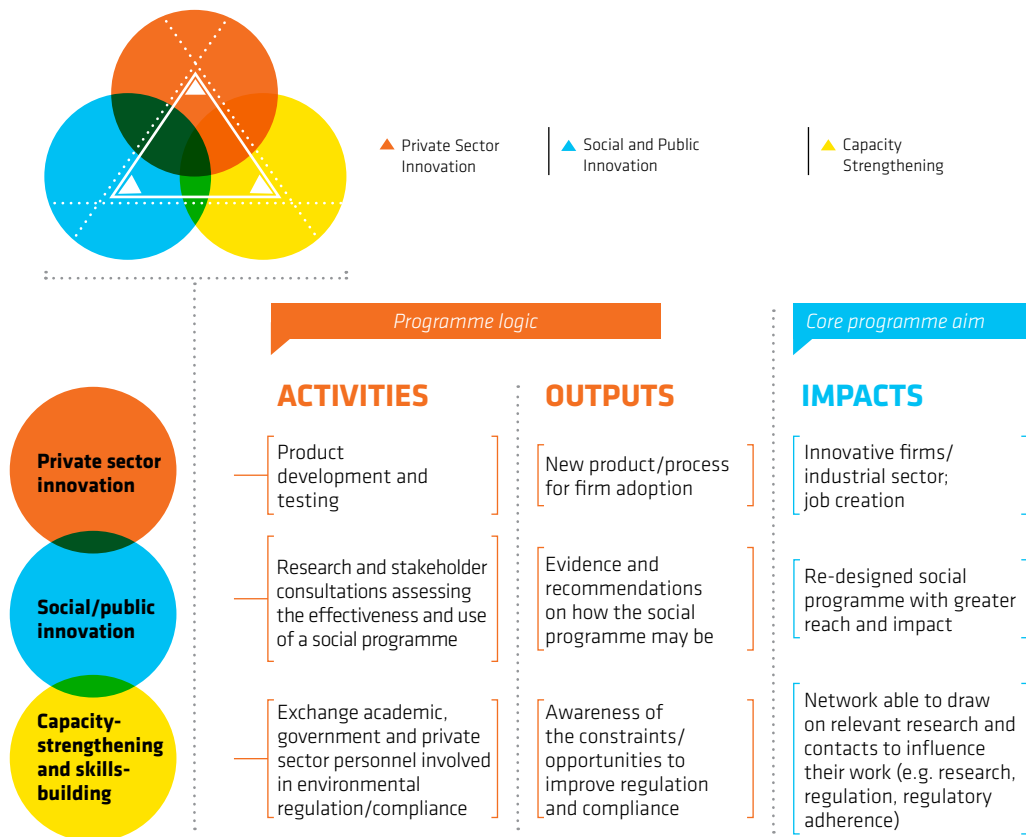 Private Sector
Innovation
Social and Public
Innovation
Capacity
Strengthening
Programme logic
Core programme aim
ACTIVITIES
OUTPUTS
IMPACTS
Private sector
innovation
Product
development and
testing
New product/process
for firm adoption
Innovative firms/
industrial sector;
job creation
Social/public
innovation
Research and stakeholder
consultations assessing
the effectiveness and use
of a social programme
Evidence and
recommendations
on how the social
programme may be
Re-designed social
programme with greater
reach and impact
Capacity-
strengthening
and skills-
building
Exchange academic,
government and private
sector personnel involved
in environmental
regulation/compliance
Awareness of
the constraints/
opportunities to
improve regulation
and compliance
Network able to draw
on relevant research and
contacts to influence
their work (e.g. research,
regulation, regulatory
adherence)